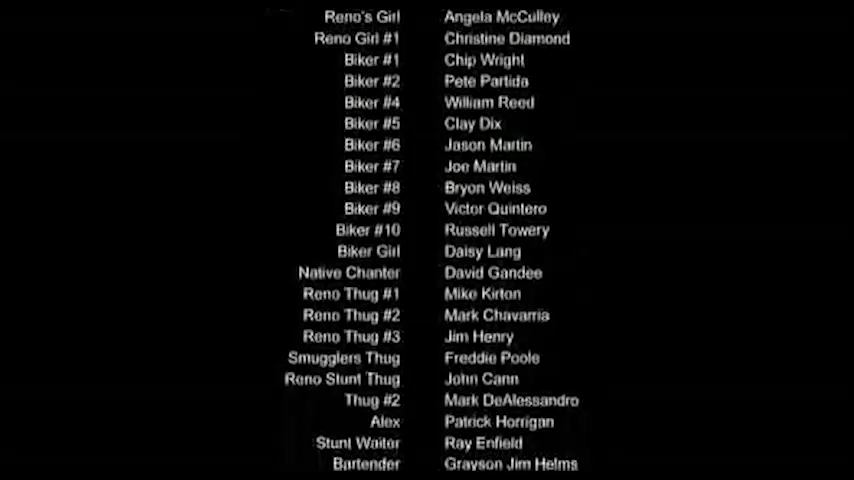 Reno's Girl Angela McCulley
Reno Girl #1 Christine Diamond
Biker #1 Chip Wright
Biker #2 Pete Partida
Biker #4 William Reed
Biker #5 Clay Dix
Biker #6 Jason Martin
Biker #7 Joe Martin
Biker #8 Bryon Weiss
Biker #9 Victor Quintero
Biker #10 Russell Towery
Biker Girl Daisy Lang
Native Chanter David Gandee
Reno Thug #1 Mike Kirton
Reno Thug #2 Mark Chavarria
Reno Thug #3 Jim Henry
Smugglers Thug Freddie Poole
Reno Stunt Thug John Cann
Thug #2 Mark DeAlessandro
Alex Patrick Horrigan
Stunt Waiter Ray Enfield
Bartender Grayson Jim Helms